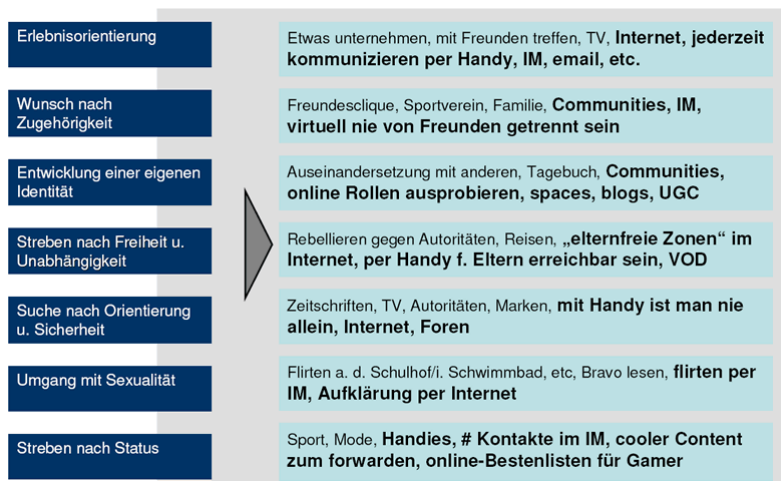 Erlebnisorientierung
Etwas unternehmen, mit Freunden treffen, TV, Internet, jederzeit
kommunizieren per Handy, IM, email, etc.
Wunsch nach
Zugehörigkeit
Freundesclique, Sportverein, Familie, Communities, IM,
virtuell nie von Freunden getrennt sein
Entwicklung einer eigenen
Identität
Auseinandersetzung mit anderen, Tagebuch, Communities,
online Rollen ausprobieren, spaces, blogs, UGC
Streben nach Freiheit u.
Unabhängigkeit
Rebellieren gegen Autoritäten, Reisen, „elternfreie Zonen“ im
Internet, per Handy f. Eltern erreichbar sein, VOD
Suche nach Orientierung
u. Sicherheit
Zeitschriften, TV, Autoritäten, Marken, mit Handy ist man nie
allein, Internet, Foren
Umgang mit Sexualität
Flirten a. d. Schulhof/i. Schwimmbad, etc, Bravo lesen, flirten per
IM, Aufklärung per Internet
Streben nach Status
Sport, Mode, Handies, # Kontakte im IM, cooler Content
zum forwarden, online-Bestenlisten für Gamer